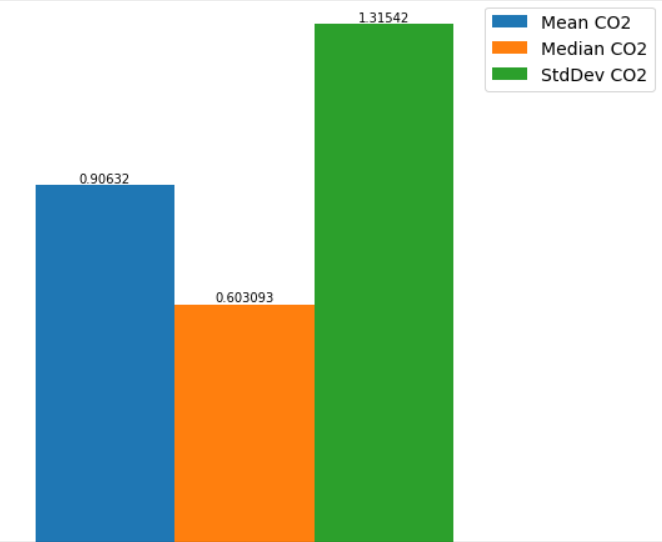 1.31542
Mean CO2
Median CO2
StdDev CO2
0.90632
0.603093